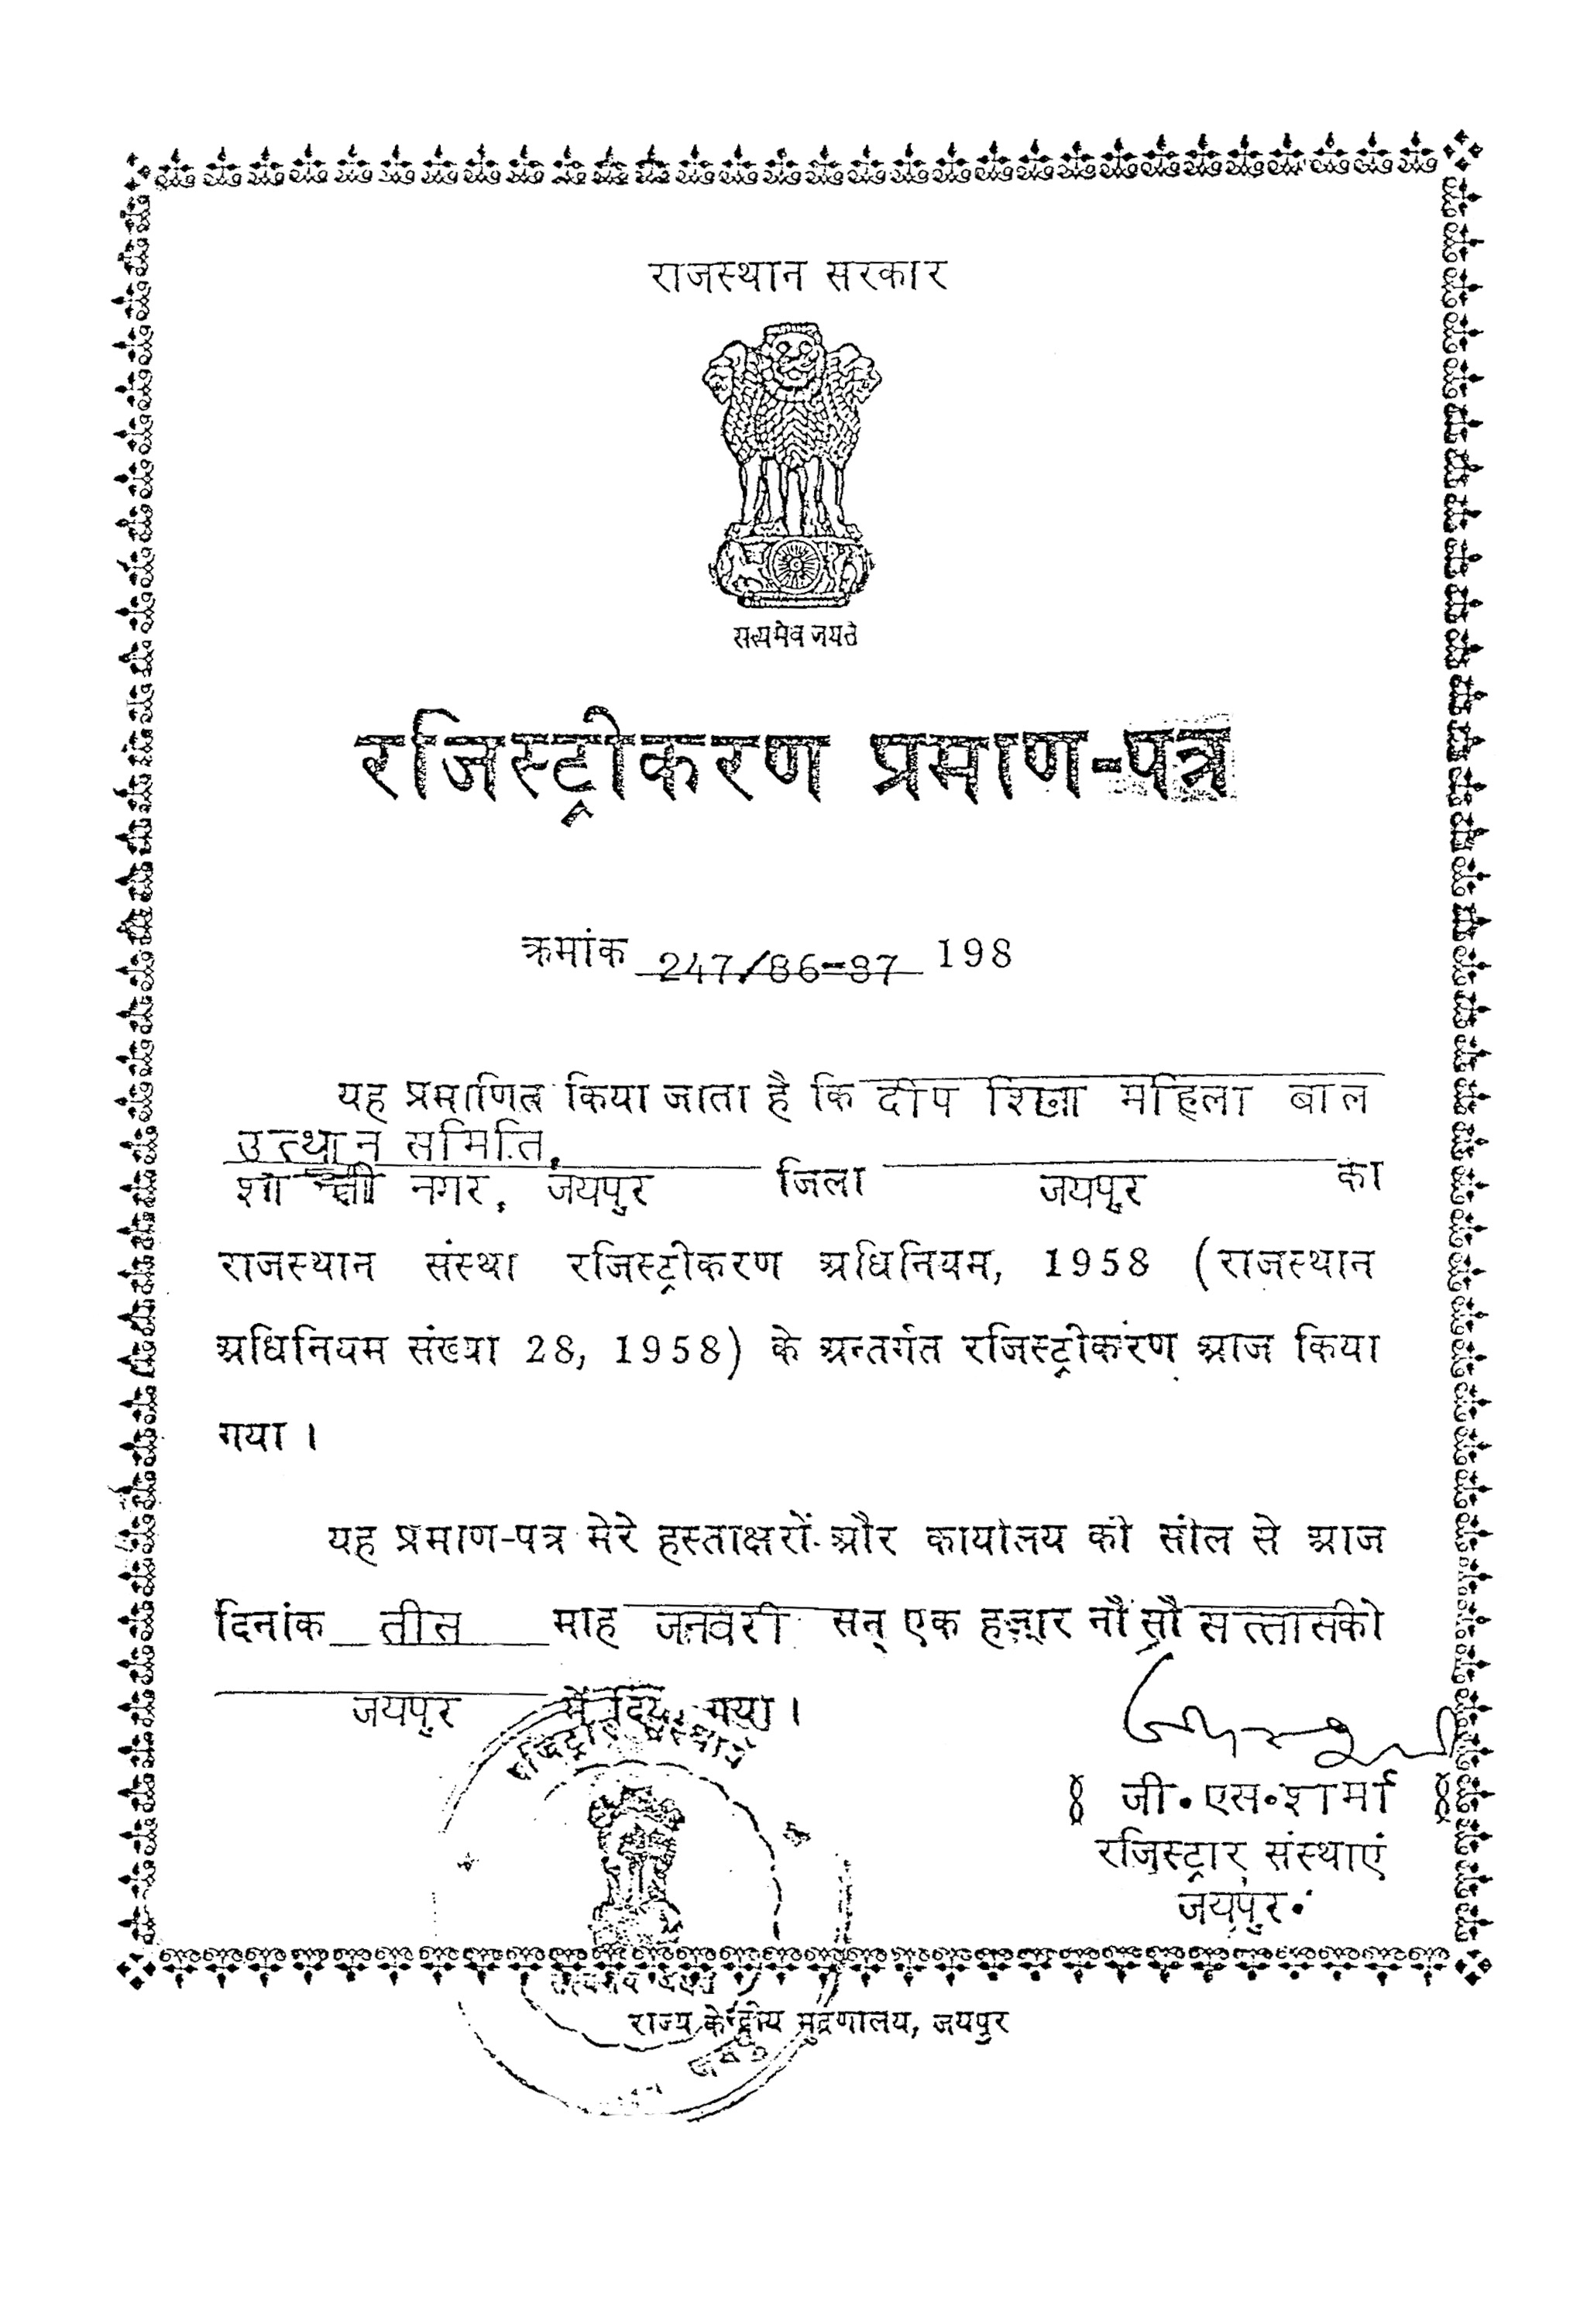 राजस्थान सरकार
सत्यमेव जयते
रजिस्ट्रीकरण प्रमाण-पत्र
क्रमांक 247/86-87 198
यह प्रमाणित किया जाता है कि दीप शिखा महिला बाल
उत्थान समिति,
शान्ती नगर, जयपुर जिला जयपुर का
राजस्थान संस्था रजिस्ट्रीकरण अधिनियम, 1958 (राजस्थान
अधिनियम संख्या 28, 1958) के अन्तर्गत रजिस्ट्रीकरण आज किया
गया ।
यह प्रमाण-पत्र मेरे हस्ताक्षरों और कार्यालय की सील से आज
दिनांक तीस माह जनवरी सन् एक हजार नौ सौ सत्तासी को
जयपुर में दिया गया ।
रजिस्ट्रार संस्थायें
( जी.एस.शर्मा )
रजिस्ट्रार संस्थाएं
जयपुर.
राज्य केन्द्रीय मुद्रणालय, जयपुर